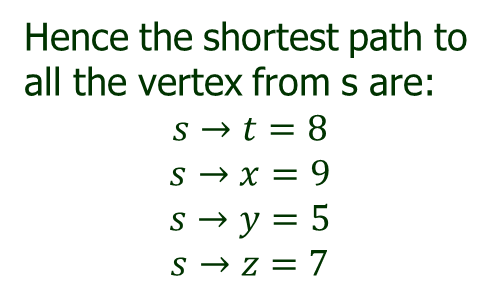 Hence the shortest path to
all the vertex from s are:
s → t = 8
s → x = 9
s → y = 5
s → z = 7